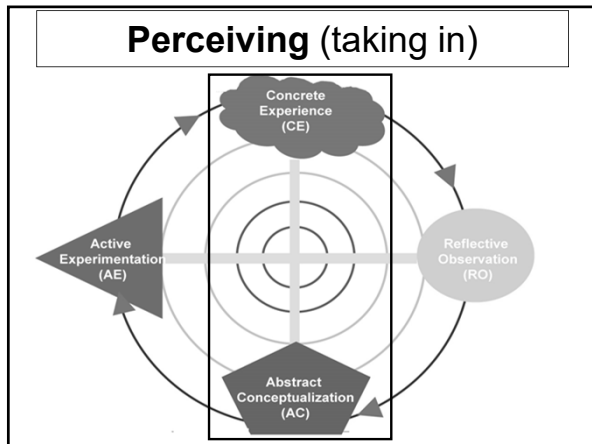 Perceiving (taking in)
Concrete
Experience
(CE)
Active
Experimentation
(AE)
Reflective
Observation
(RO)
Abstract
Conceptualization
(AC)